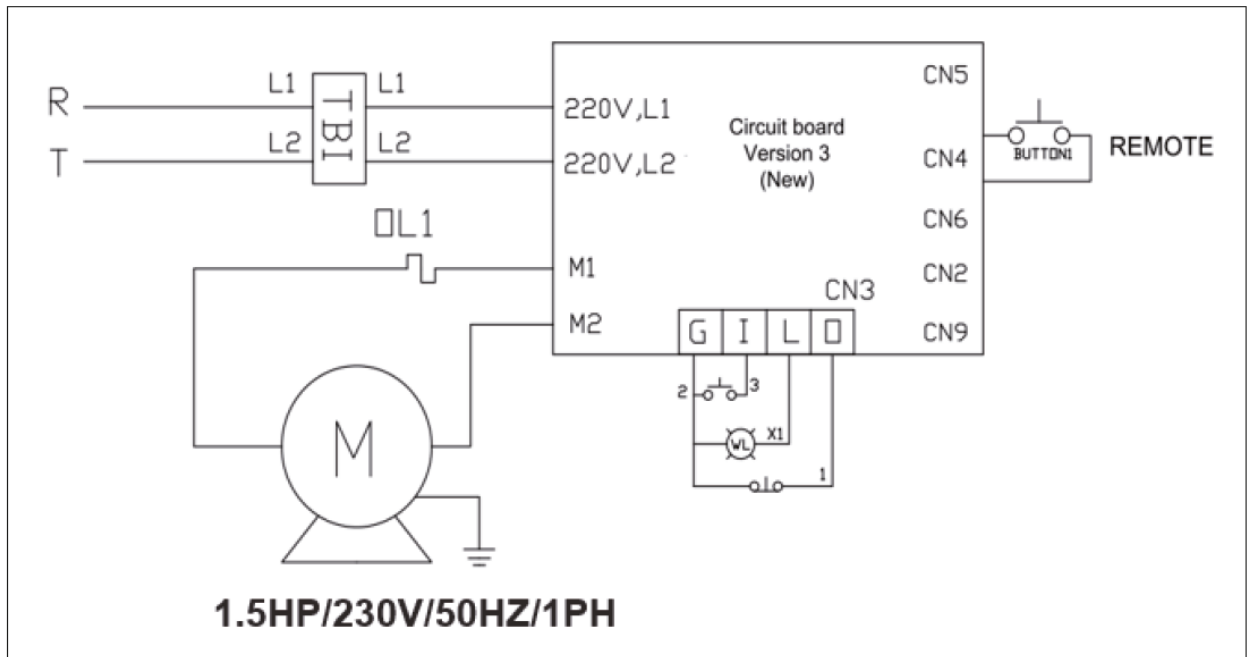 R
T
L1
L2
TBI
L1
L2
220V,L1
220V,L2
Circuit board
Version 3
(New)
CN5
CN4
CN6
CN2
CN9
BUTTON1
REMOTE
OL1
M1
M2
CN3
G I L O
2
3
WL
X1
1
M
1.5HP/230V/50HZ/1PH